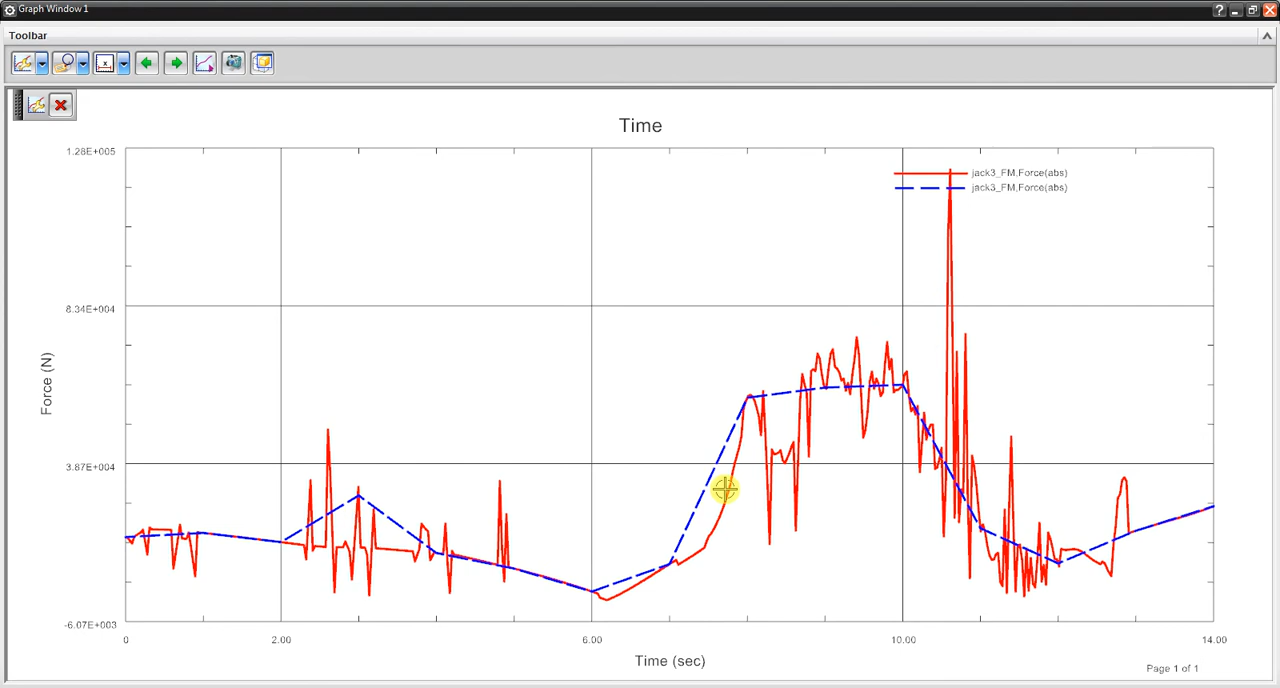 Graph Window 1
Toolbar
Time
1.28E+005
jack3_FM,Force(abs)
jack3_FM,Force(abs)
8.34E+004
Force (N)
3.87E+004
-6.07E+003
0 2.00 6.00 10.00 14.00
Time (sec)
Page 1 of 1